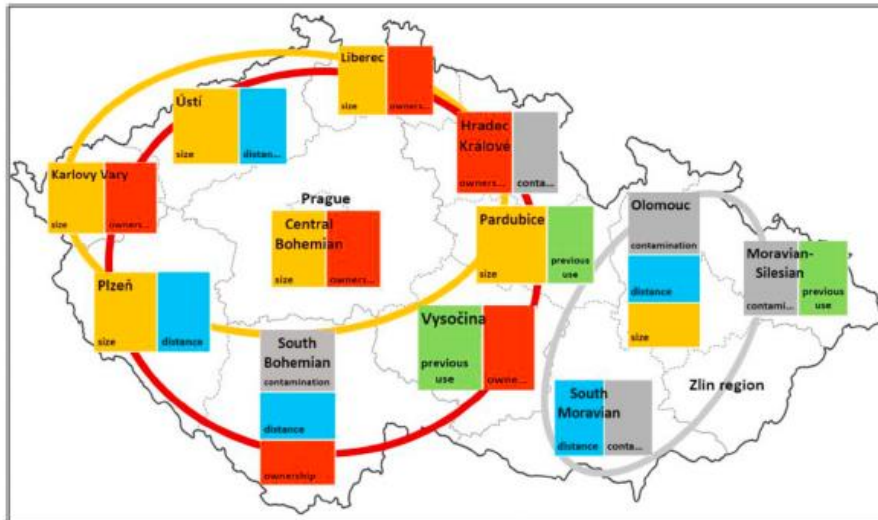 Liberec
size
owners...
Ústí
size
distan...
Hradec
Králové
owners...
conta...
Karlovy Vary
size
owners...
Prague
Central
Bohemian
size
owners...
Pardubice
size
previous
use
Olomouc
contamination
distance
size
Moravian-
Silesian
contami...
previous
use
Plzeň
size
distance
South
Bohemian
contamination
distance
ownership
Vysočina
previous
use
owne...
South
Moravian
distance
conta...
Zlin region